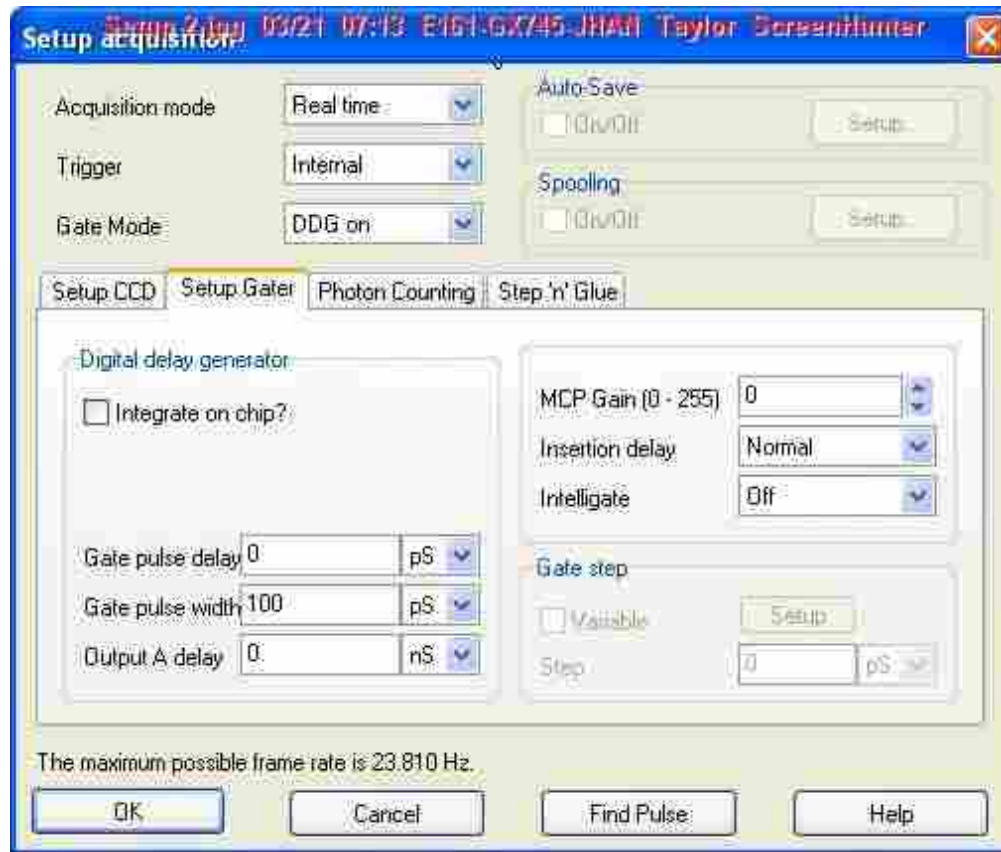 Setup acquisition
03/21 07:13 E161-GX745-JHAN Taylor ScreenHunter
Acquisition mode Real time
Trigger Internal
Gate Mode DDG on
Auto-Save
On/Off Setup...
Spooling
On/Off Setup...
Setup CCD Setup Gater Photon Counting Step 'n' Glue
Digital delay generator
Integrate on chip?
Gate pulse delay 0 pS
Gate pulse width 100 pS
Output A delay 0 nS
MCP Gain (0 - 255) 0
Insertion delay Normal
Intelligate Off
Gate step
Variable Setup
Step 0 pS
The maximum possible frame rate is 23.810 Hz.
OK Cancel Find Pulse Help